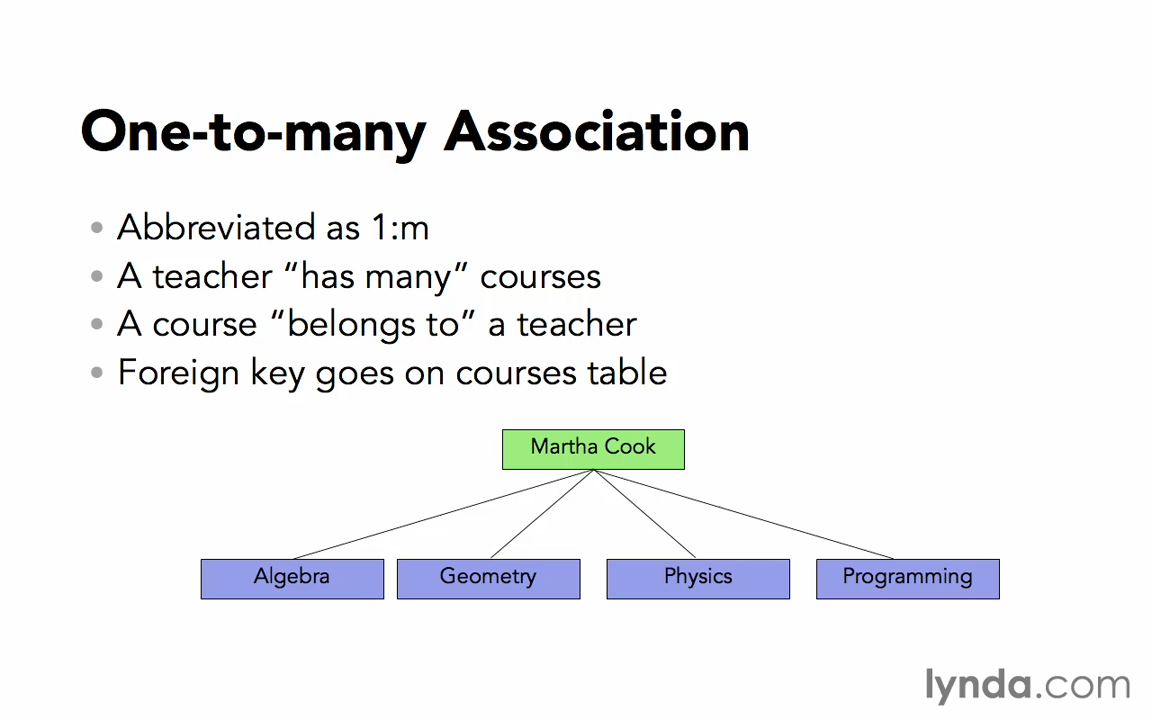 One-to-many Association
• Abbreviated as 1:m
• A teacher “has many” courses
• A course “belongs to” a teacher
• Foreign key goes on courses table
Martha Cook
Algebra
Geometry
Physics
Programming
lynda.com